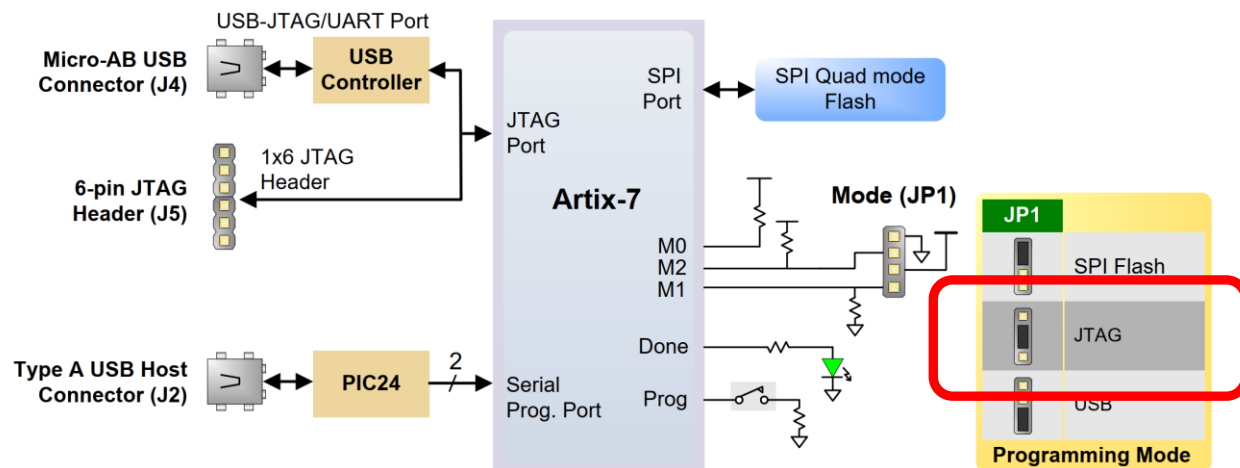 USB-JTAG/UART Port
Micro-AB USB
Connector (J4)
USB
Controller
SPI
Port
SPI Quad mode
Flash
JTAG
Port
1x6 JTAG
Header
6-pin JTAG
Header (J5)
Artix-7
Mode (JP1)
M0
M2
M1
JP1
SPI Flash
JTAG
USB
Programming Mode
Done
Prog
Type A USB Host
Connector (J2)
PIC24
2
Serial
Prog. Port